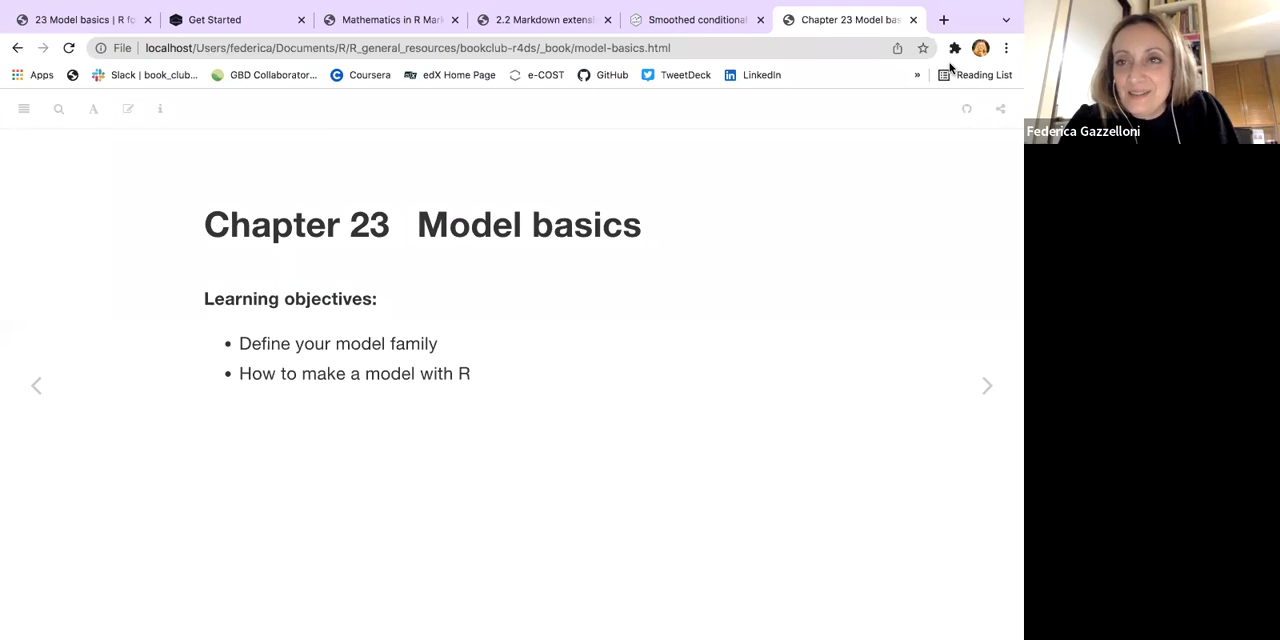 23 Model basics | R fo
Get Started
Mathematics in R Mar
2.2 Markdown extensi
Smoothed conditional
Chapter 23 Model bas
File
localhost/Users/federica/Documents/R/R_general_resources/bookclub-r4ds/_book/model-basics.html
Apps
Slack | book_club...
GBD Collaborator...
Coursera
edX Home Page
e-COST
GitHub
TweetDeck
LinkedIn
»
Reading List
Federica Gazzelloni
Chapter 23 Model basics
Learning objectives:
• Define your model family
• How to make a model with R